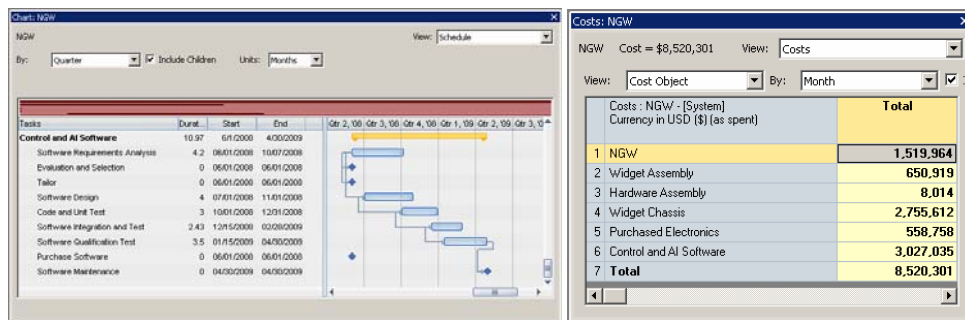 Chart: NGW
NGW View: Schedule
By: Quarter Include Children Units: Months
Tasks Durat... Start End Qtr 2, '08 Qtr 3, '08 Qtr 4, '08 Qtr 1, '09 Qtr 2, '09 Qtr 3, '0
Control and AI Software 10.97 6/1/2008 4/30/2009
Software Requirements Analysis 4.2 06/01/2008 10/07/2008
Evaluation and Selection 0 06/01/2008 06/01/2008
Tailor 0 06/01/2008 06/01/2008
Software Design 4 07/01/2008 11/01/2008
Code and Unit Test 3 10/01/2008 12/31/2008
Software Integration and Test 2.43 12/15/2008 02/28/2009
Software Qualification Test 3.5 01/15/2009 04/30/2009
Purchase Software 0 06/01/2008 06/01/2008
Software Maintenance 0 04/30/2009 04/30/2009
Costs: NGW
NGW Cost = $8,520,301 View: Costs
View: Cost Object By: Month
Costs : NGW - [System] Total
Currency in USD ($) (as spent)
1 NGW 1,519,964
2 Widget Assembly 650,919
3 Hardware Assembly 8,014
4 Widget Chassis 2,755,612
5 Purchased Electronics 558,758
6 Control and AI Software 3,027,035
7 Total 8,520,301